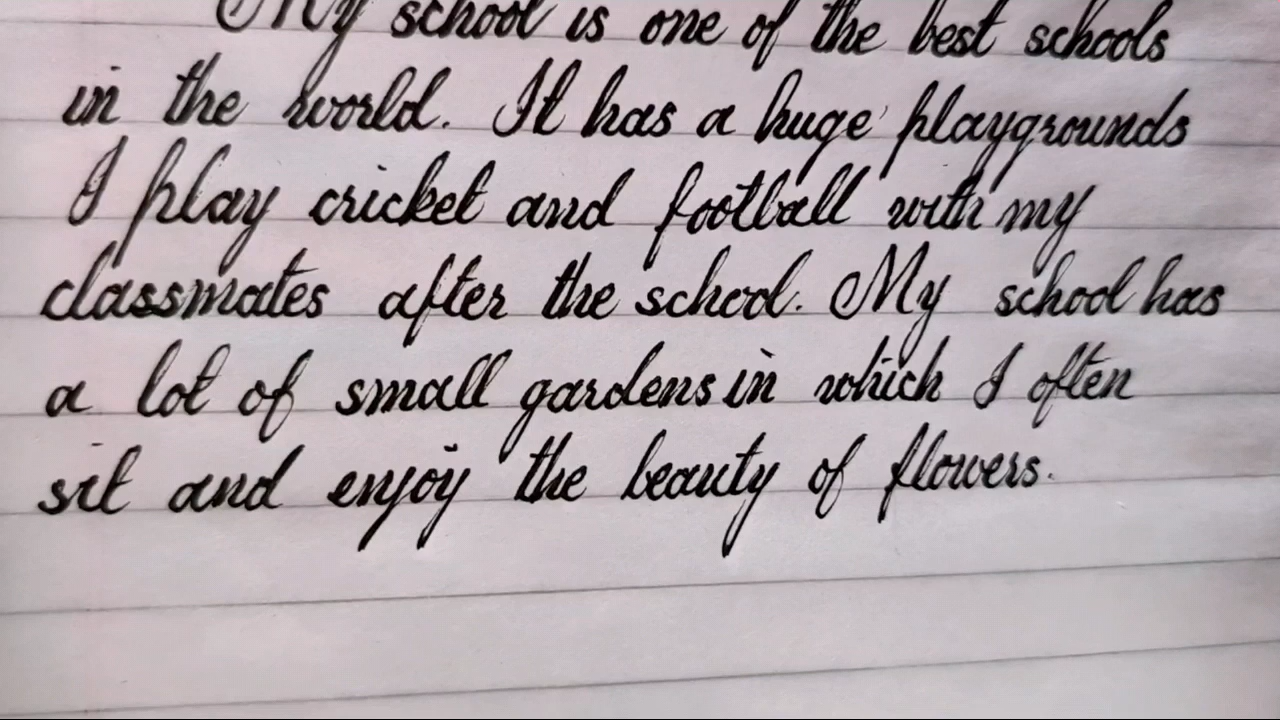 My school is one of the best schools
in the world. It has a huge playgrounds
I play cricket and football with my
classmates after the school. My school has
a lot of small gardens in which I often
sit and enjoy the beauty of flowers.